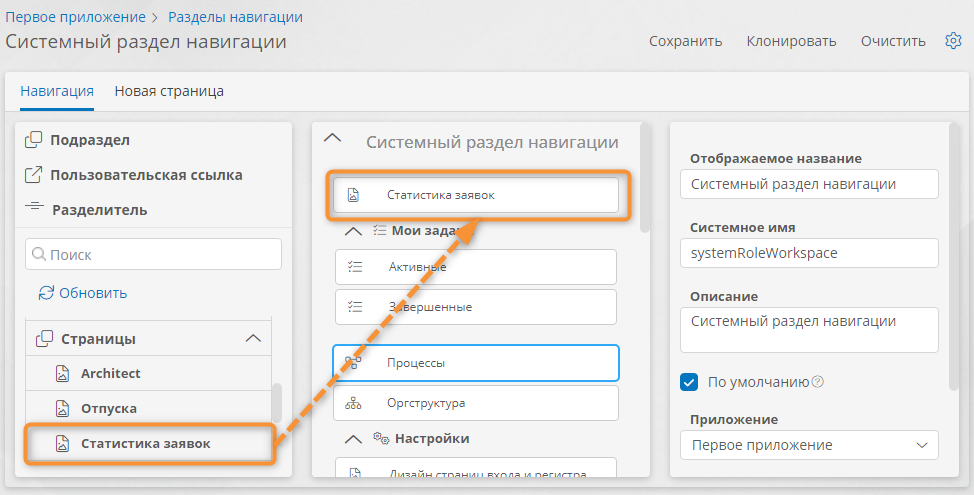 Первое приложение > Разделы навигации
Системный раздел навигации
Сохранить Клонировать Очистить
Навигация Новая страница
Подраздел
Пользовательская ссылка
Разделитель
Поиск
Обновить
Страницы
Architect
Отпуска
Статистика заявок
Системный раздел навигации
Статистика заявок
Мои зада
Активные
Завершенные
Процессы
Оргструктура
Настройки
Дизайн страниц входа и регистра
Отображаемое название
Системный раздел навигации
Системное имя
systemRoleWorkspace
Описание
Системный раздел навигации
По умолчанию
Приложение
Первое приложение